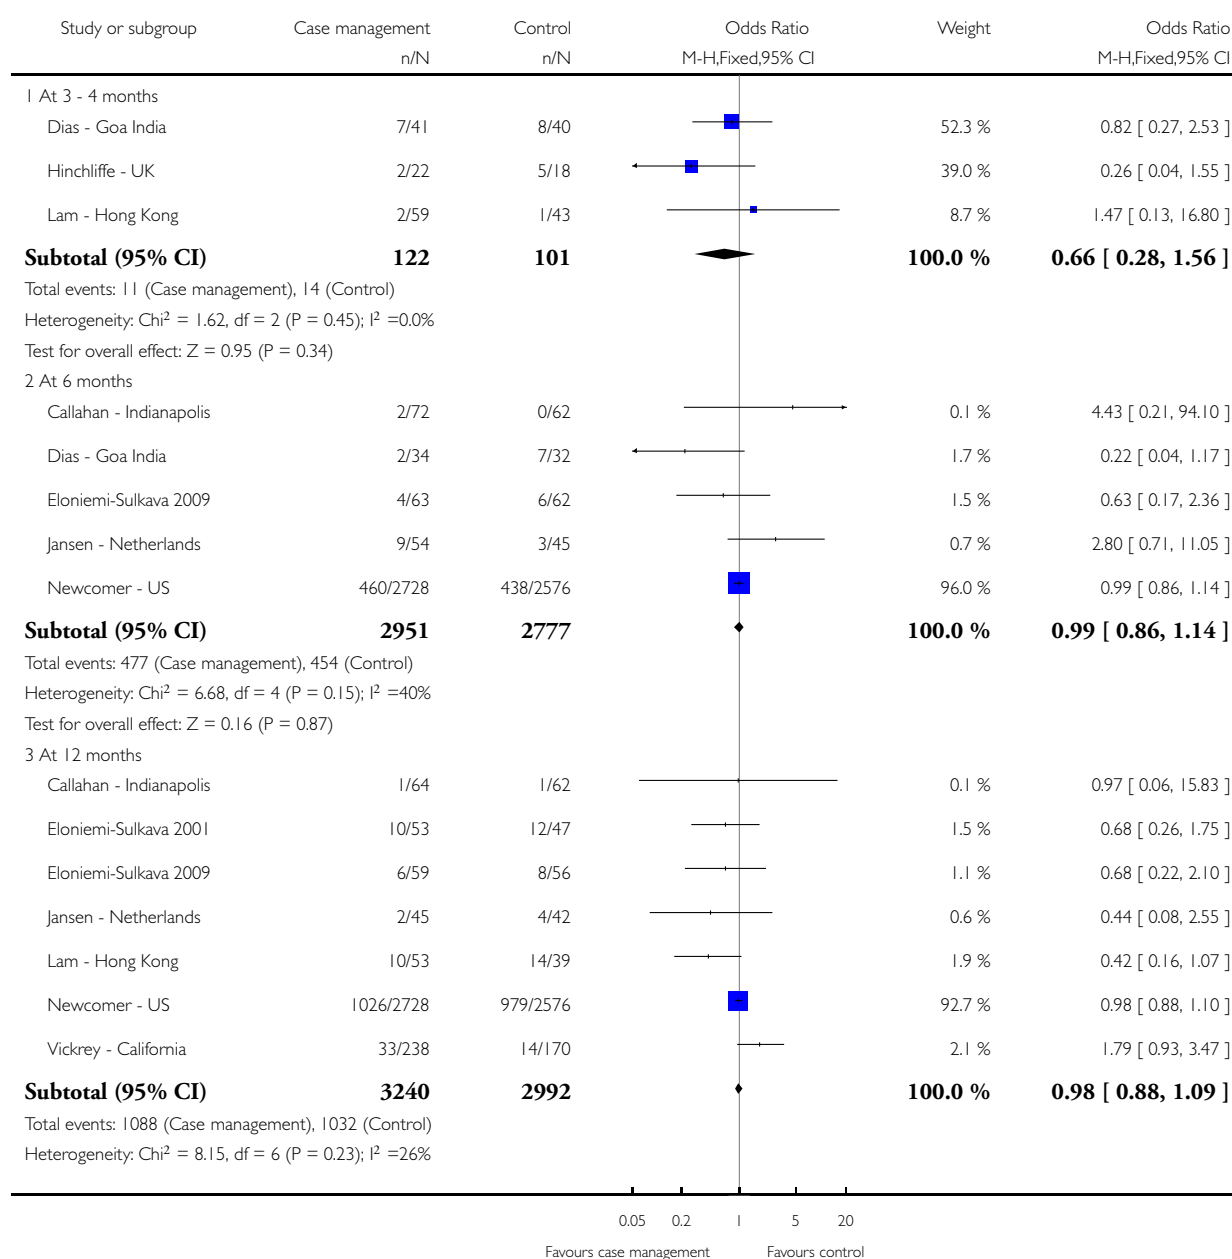 Study or subgroup Case management Control Odds Ratio Weight Odds Ratio
n/N n/N M-H,Fixed,95% CI M-H,Fixed,95% CI
1 At 3 - 4 months
Dias - Goa India 7/41 8/40 52.3 % 0.82 [ 0.27, 2.53 ]
Hinchliffe - UK 2/22 5/18 39.0 % 0.26 [ 0.04, 1.55 ]
Lam - Hong Kong 2/59 1/43 8.7 % 1.47 [ 0.13, 16.80 ]
Subtotal (95% CI) 122 101 100.0 % 0.66 [ 0.28, 1.56 ]
Total events: 11 (Case management), 14 (Control)
Heterogeneity: Chi² = 1.62, df = 2 (P = 0.45); I² =0.0%
Test for overall effect: Z = 0.95 (P = 0.34)
2 At 6 months
Callahan - Indianapolis 2/72 0/62 0.1 % 4.43 [ 0.21, 94.10 ]
Dias - Goa India 2/34 7/32 1.7 % 0.22 [ 0.04, 1.17 ]
Eloniemi-Sulkava 2009 4/63 6/62 1.5 % 0.63 [ 0.17, 2.36 ]
Jansen - Netherlands 9/54 3/45 0.7 % 2.80 [ 0.71, 11.05 ]
Newcomer - US 460/2728 438/2576 96.0 % 0.99 [ 0.86, 1.14 ]
Subtotal (95% CI) 2951 2777 100.0 % 0.99 [ 0.86, 1.14 ]
Total events: 477 (Case management), 454 (Control)
Heterogeneity: Chi² = 6.68, df = 4 (P = 0.15); I² =40%
Test for overall effect: Z = 0.16 (P = 0.87)
3 At 12 months
Callahan - Indianapolis 1/64 1/62 0.1 % 0.97 [ 0.06, 15.83 ]
Eloniemi-Sulkava 2001 10/53 12/47 1.5 % 0.68 [ 0.26, 1.75 ]
Eloniemi-Sulkava 2009 6/59 8/56 1.1 % 0.68 [ 0.22, 2.10 ]
Jansen - Netherlands 2/45 4/42 0.6 % 0.44 [ 0.08, 2.55 ]
Lam - Hong Kong 10/53 14/39 1.9 % 0.42 [ 0.16, 1.07 ]
Newcomer - US 1026/2728 979/2576 92.7 % 0.98 [ 0.88, 1.10 ]
Vickrey - California 33/238 14/170 2.1 % 1.79 [ 0.93, 3.47 ]
Subtotal (95% CI) 3240 2992 100.0 % 0.98 [ 0.88, 1.09 ]
Total events: 1088 (Case management), 1032 (Control)
Heterogeneity: Chi² = 8.15, df = 6 (P = 0.23); I² =26%
0.05 0.2 1 5 20
Favours case management Favours control